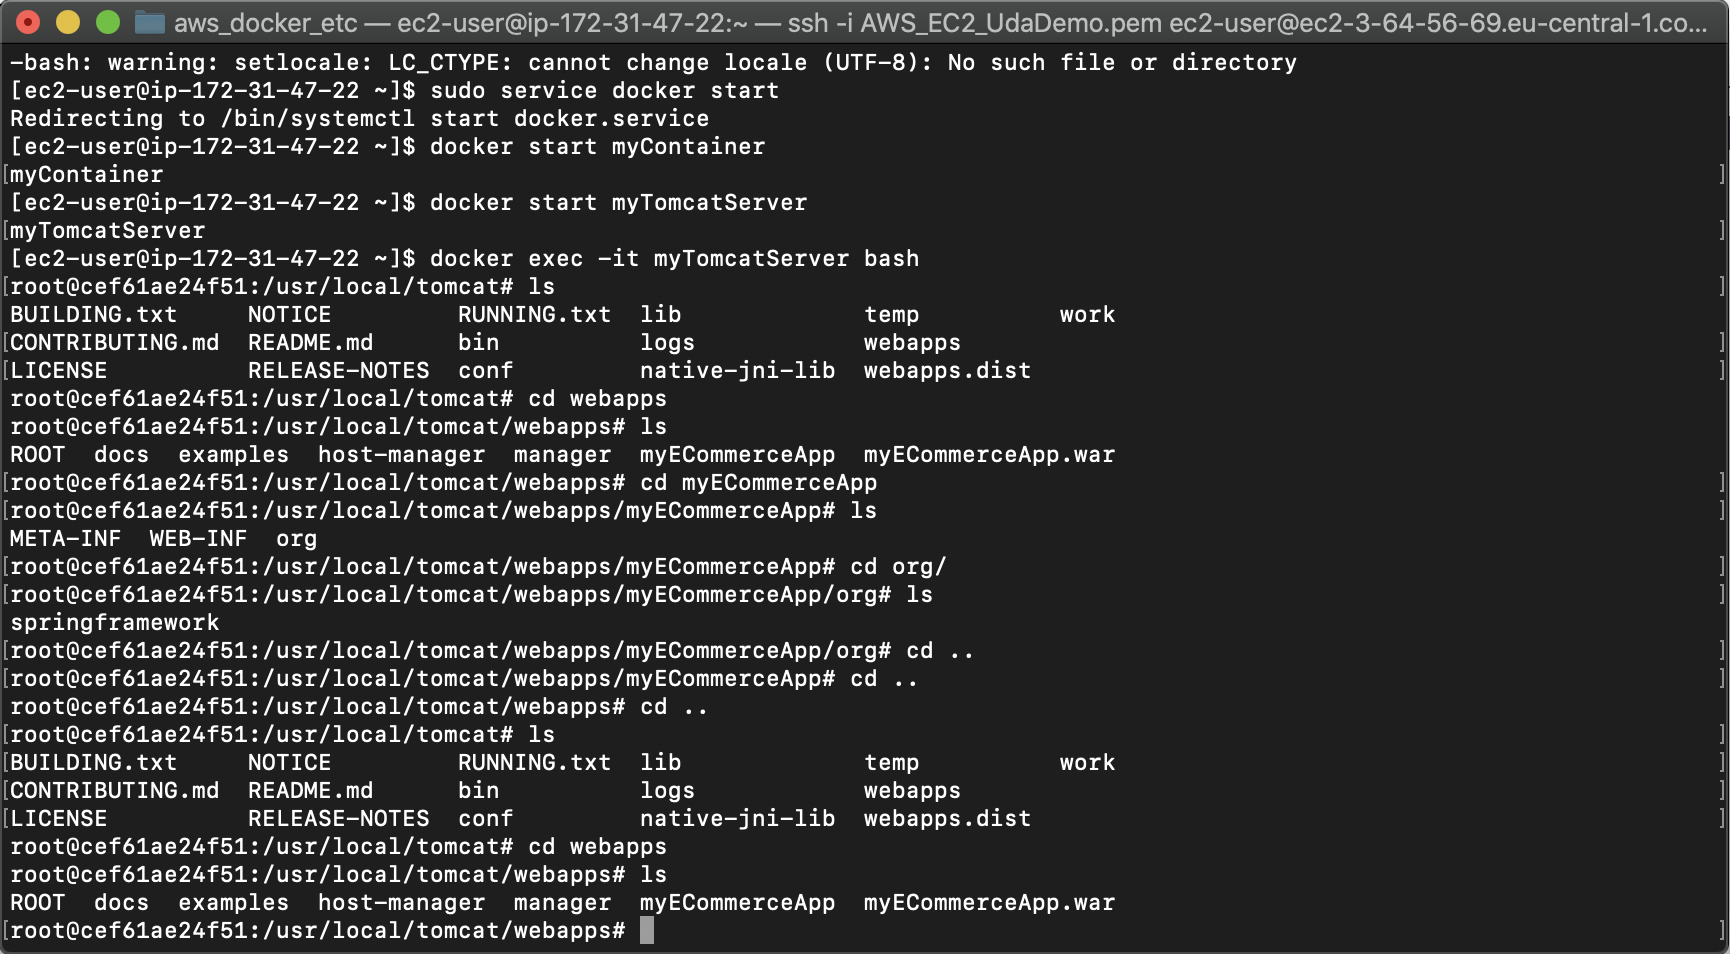 aws_docker_etc — ec2-user@ip-172-31-47-22:~ — ssh -i AWS_EC2_UdaDemo.pem ec2-user@ec2-3-64-56-69.eu-central-1.co...
-bash: warning: setlocale: LC_CTYPE: cannot change locale (UTF-8): No such file or directory
[ec2-user@ip-172-31-47-22 ~]$ sudo service docker start
Redirecting to /bin/systemctl start docker.service
[ec2-user@ip-172-31-47-22 ~]$ docker start myContainer
[myContainer ]
[ec2-user@ip-172-31-47-22 ~]$ docker start myTomcatServer
[myTomcatServer ]
[ec2-user@ip-172-31-47-22 ~]$ docker exec -it myTomcatServer bash
[root@cef61ae24f51:/usr/local/tomcat# ls ]
BUILDING.txt NOTICE RUNNING.txt lib temp work
[CONTRIBUTING.md README.md bin logs webapps ]
[LICENSE RELEASE-NOTES conf native-jni-lib webapps.dist ]
root@cef61ae24f51:/usr/local/tomcat# cd webapps
root@cef61ae24f51:/usr/local/tomcat/webapps# ls
ROOT docs examples host-manager manager myECommerceApp myECommerceApp.war
[root@cef61ae24f51:/usr/local/tomcat/webapps# cd myECommerceApp ]
[root@cef61ae24f51:/usr/local/tomcat/webapps/myECommerceApp# ls ]
META-INF WEB-INF org
[root@cef61ae24f51:/usr/local/tomcat/webapps/myECommerceApp# cd org/ ]
[root@cef61ae24f51:/usr/local/tomcat/webapps/myECommerceApp/org# ls ]
springframework
[root@cef61ae24f51:/usr/local/tomcat/webapps/myECommerceApp/org# cd .. ]
[root@cef61ae24f51:/usr/local/tomcat/webapps/myECommerceApp# cd .. ]
root@cef61ae24f51:/usr/local/tomcat/webapps# cd ..
[root@cef61ae24f51:/usr/local/tomcat# ls ]
[BUILDING.txt NOTICE RUNNING.txt lib temp work ]
[CONTRIBUTING.md README.md bin logs webapps ]
[LICENSE RELEASE-NOTES conf native-jni-lib webapps.dist ]
root@cef61ae24f51:/usr/local/tomcat# cd webapps
root@cef61ae24f51:/usr/local/tomcat/webapps# ls
ROOT docs examples host-manager manager myECommerceApp myECommerceApp.war
[root@cef61ae24f51:/usr/local/tomcat/webapps# ]